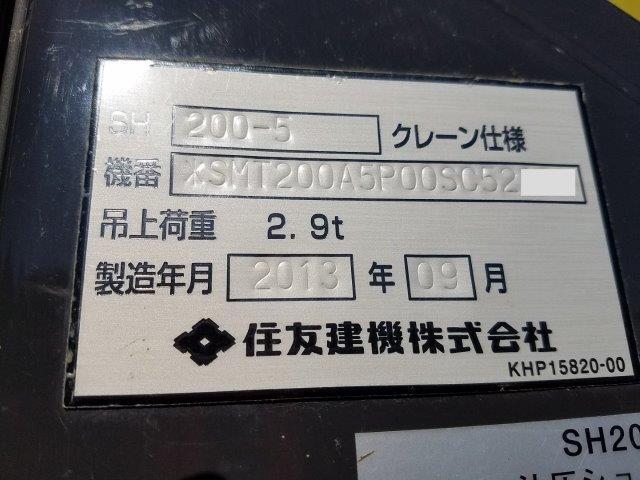 SH 200-5 クレーン仕様
機番 XSMT200A5P00SC52
吊上荷重 2.9t
製造年月 2013 年 09 月
住友建機株式会社
KHP15820-00
SH20